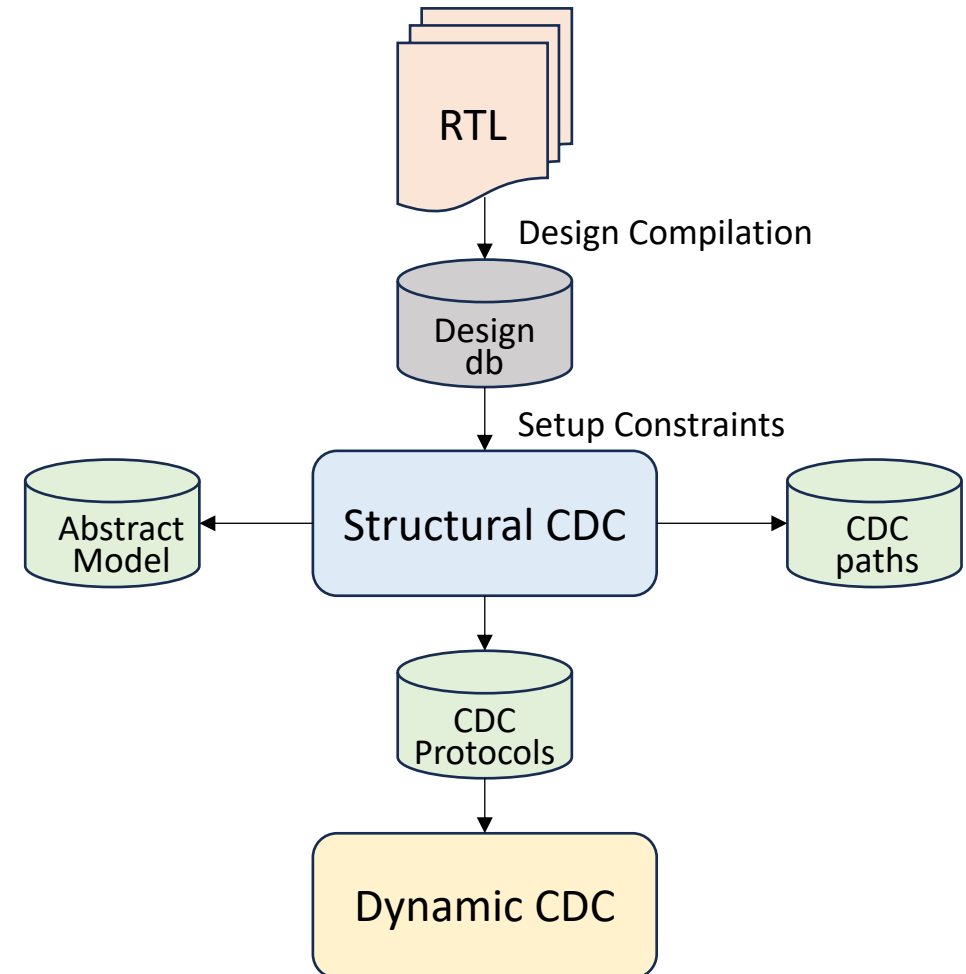 RTL
Design Compilation
Design
db
Setup Constraints
Abstract
Model
Structural CDC
CDC
paths
CDC
Protocols
Dynamic CDC